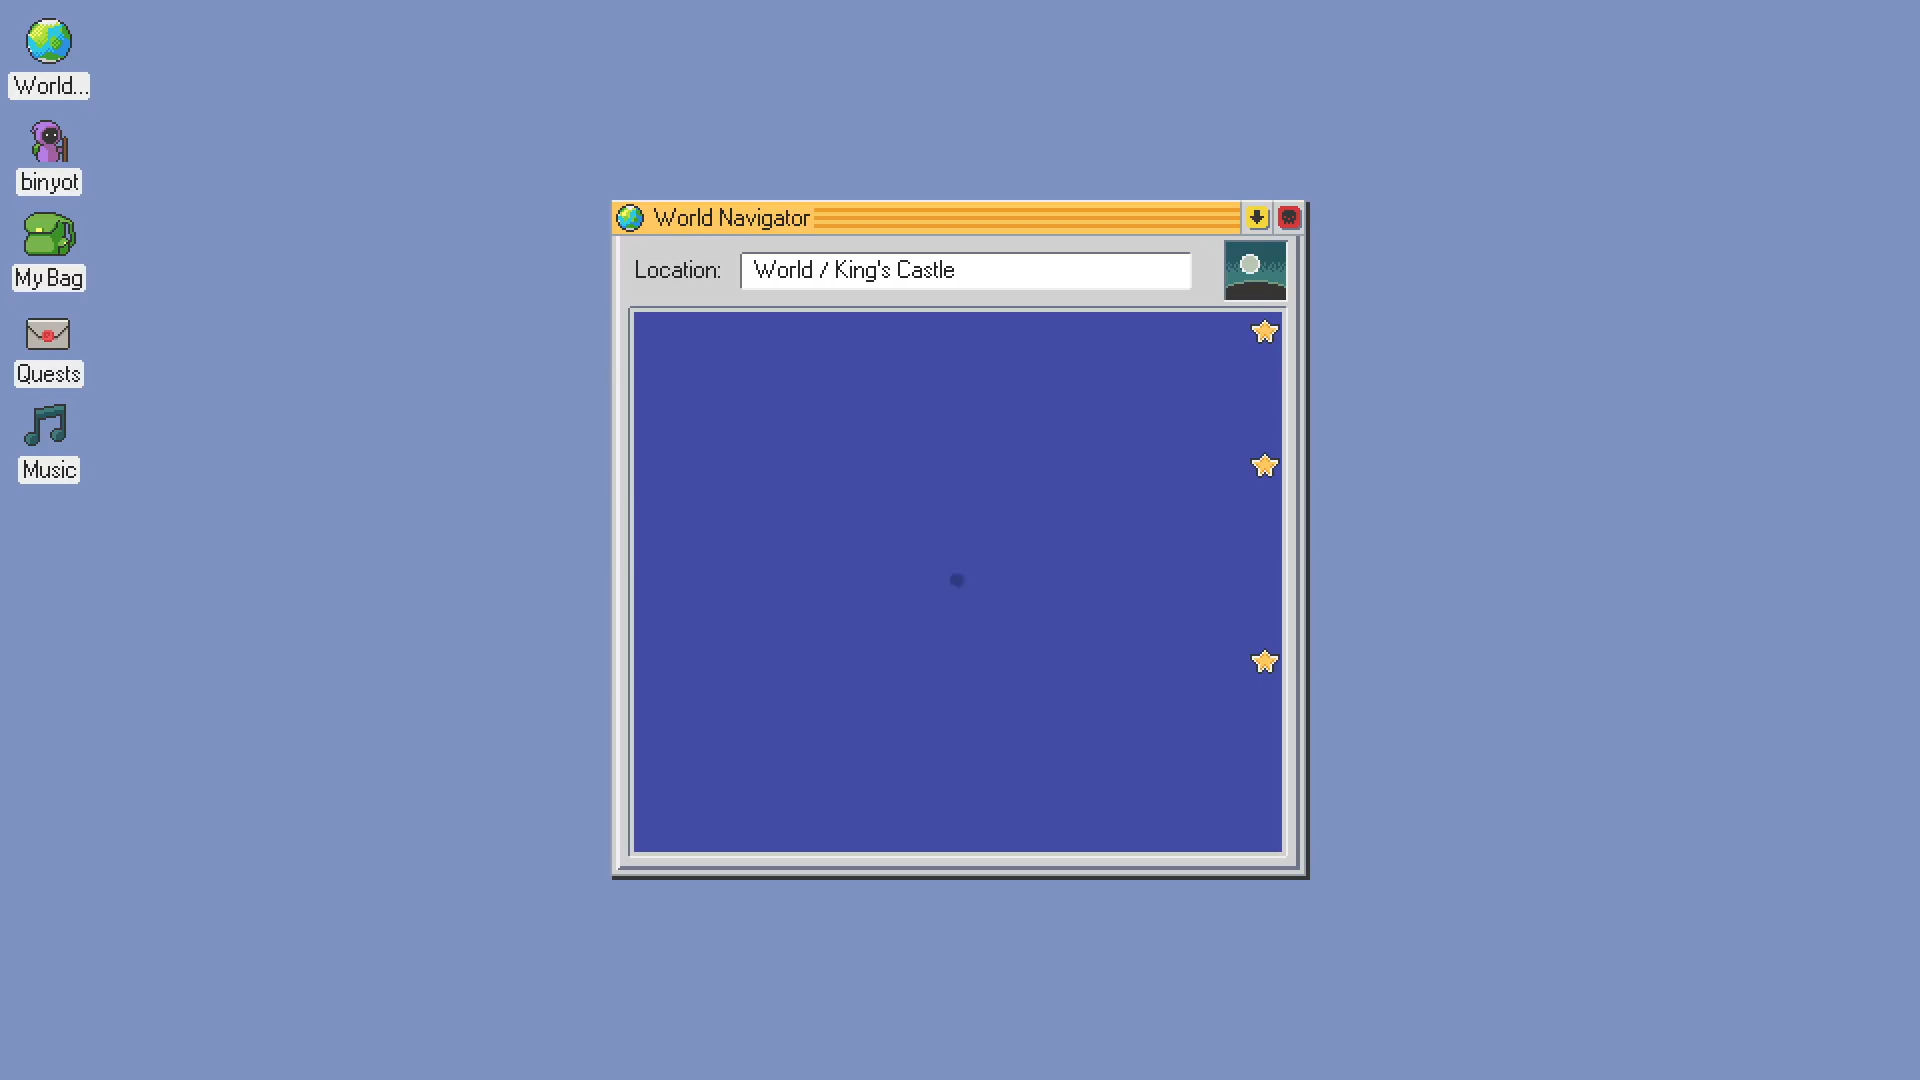 World...
binyot
My Bag
Quests
Music
World Navigator
Location: World / King's Castle